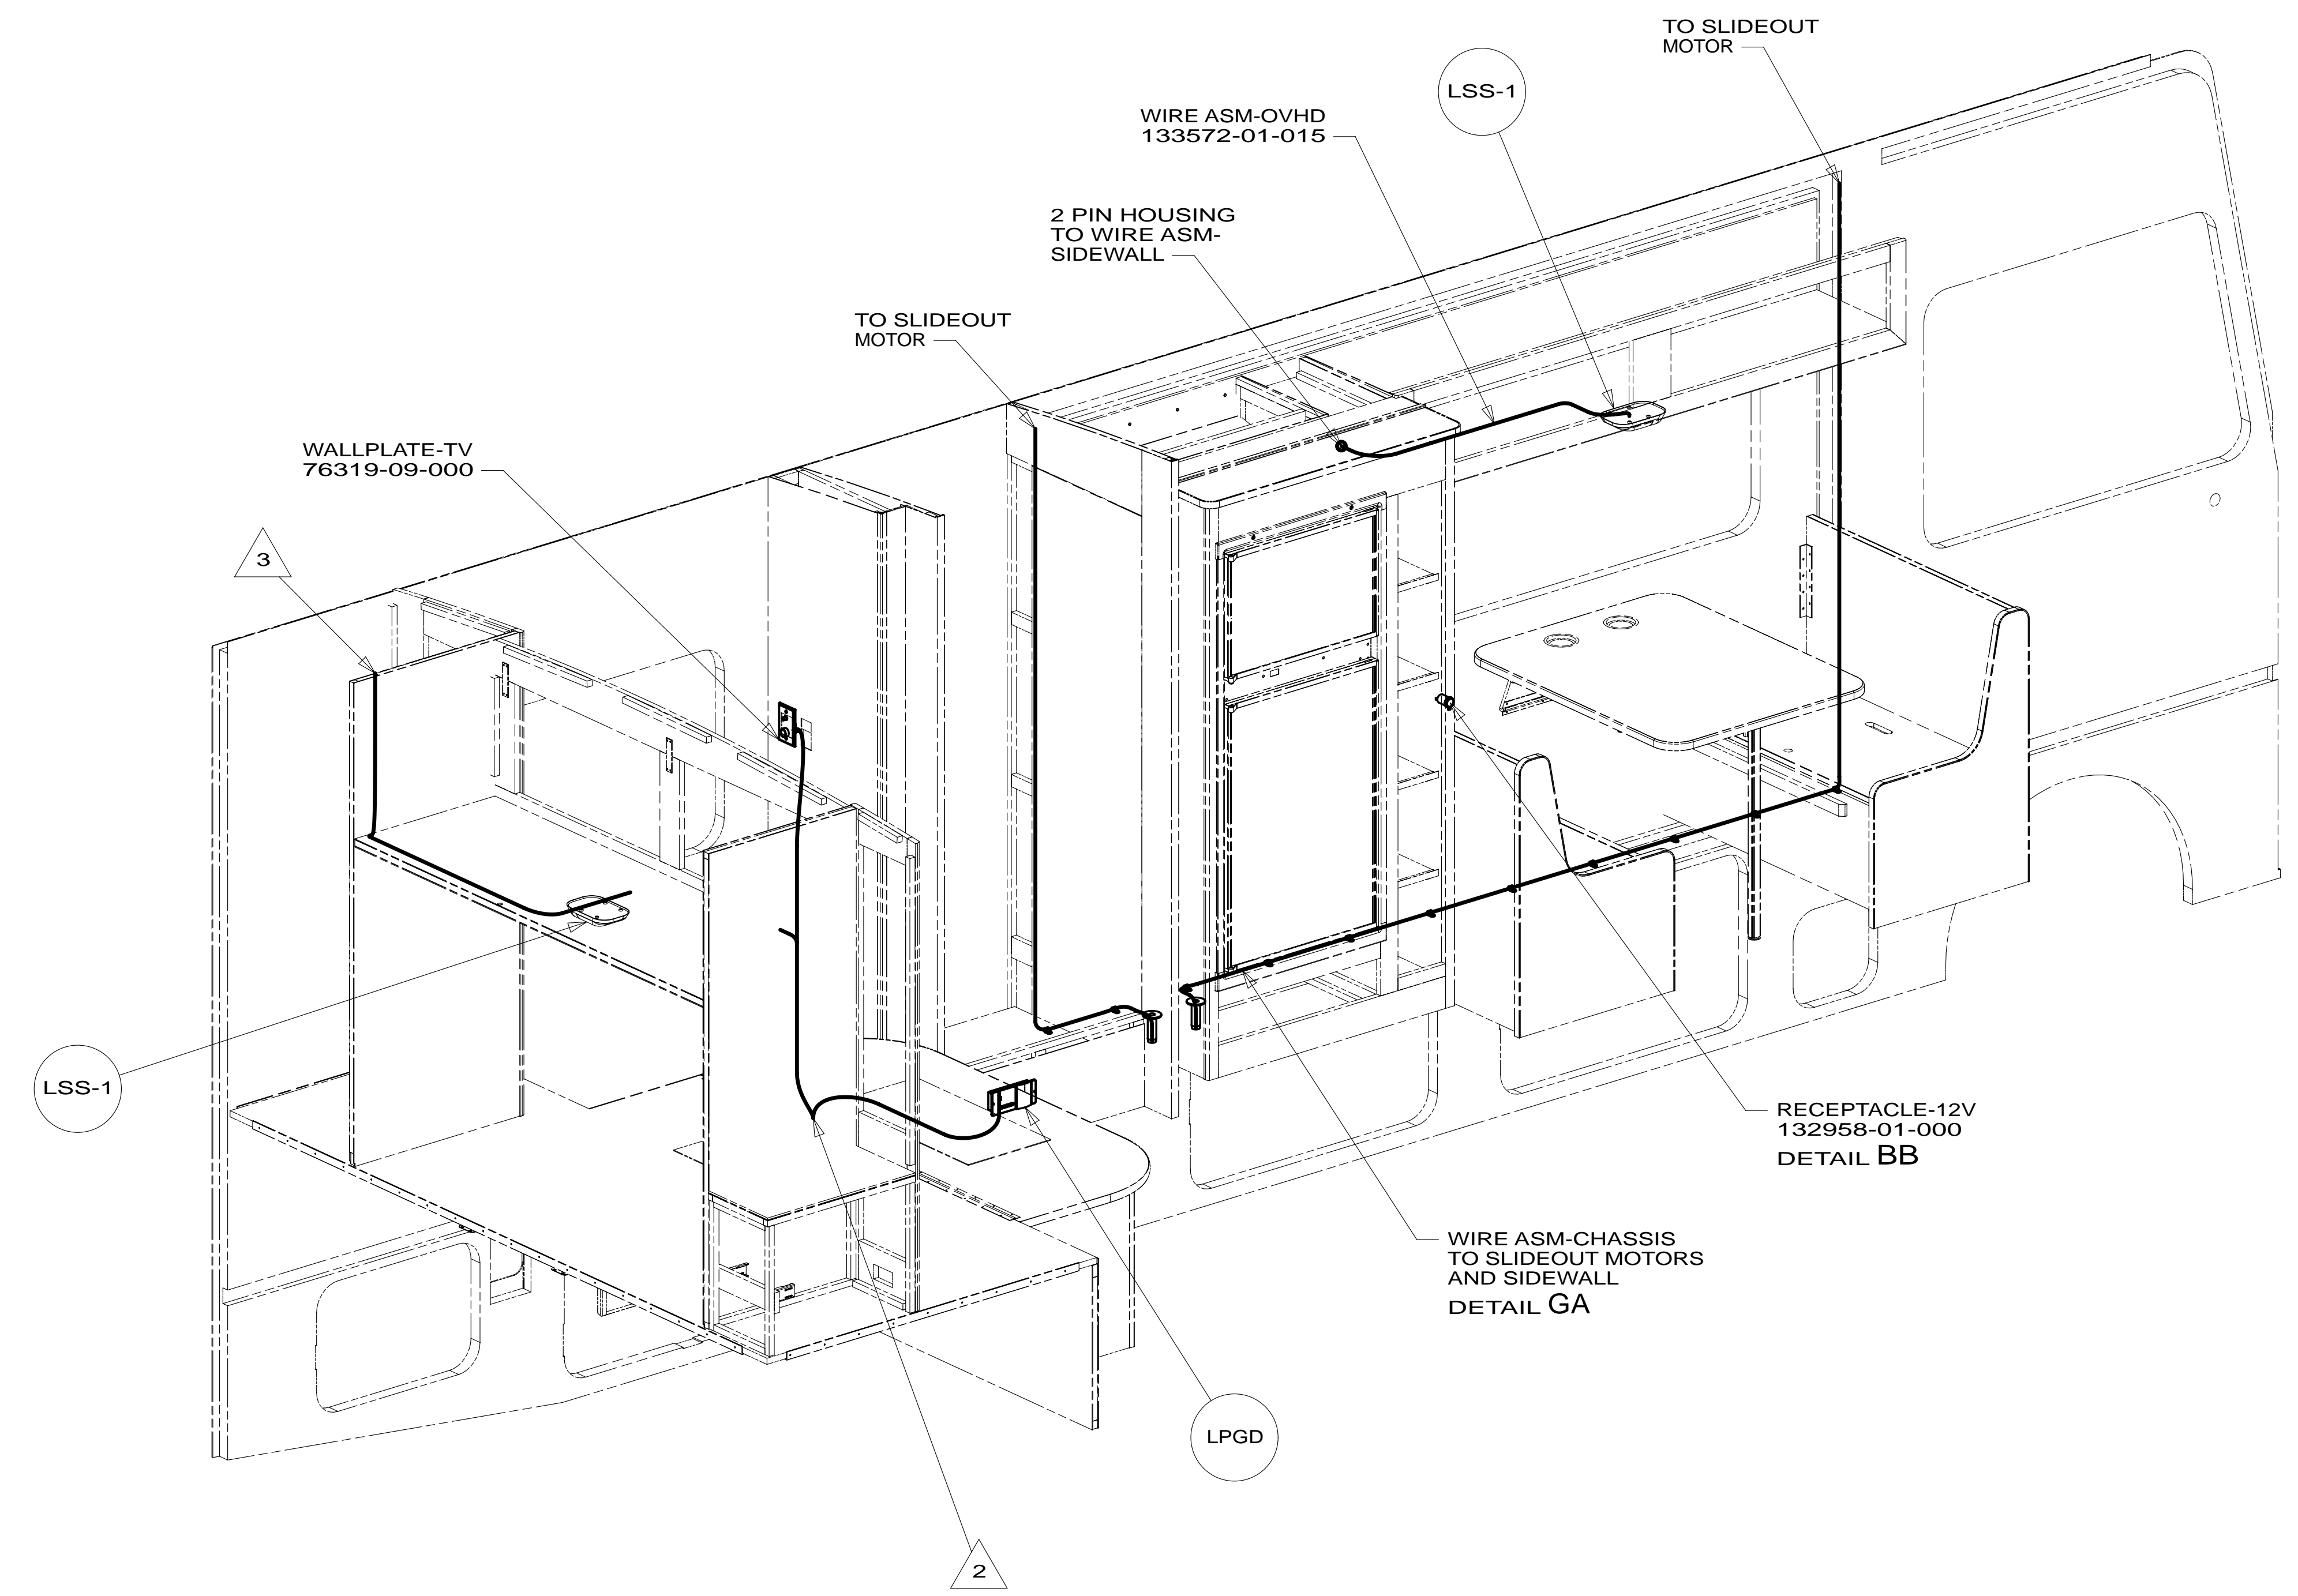 TO SLIDEOUT
MOTOR
LSS-1
WIRE ASM-OVHD
133572-01-015
2 PIN HOUSING
TO WIRE ASM-
SIDEWALL
TO SLIDEOUT
MOTOR
WALLPLATE-TV
76319-09-000
3
LSS-1
RECEPTACLE-12V
132958-01-000
DETAIL BB
WIRE ASM-CHASSIS
TO SLIDEOUT MOTORS
AND SIDEWALL
DETAIL GA
LPGD
2